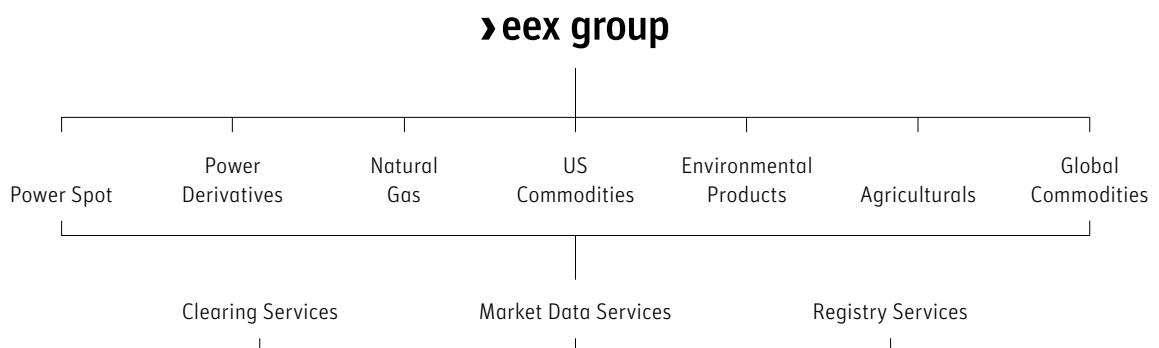 eex group
Power Spot
Power
Derivatives
Natural
Gas
US
Commodities
Environmental
Products
Agriculturals
Global
Commodities
Clearing Services
Market Data Services
Registry Services